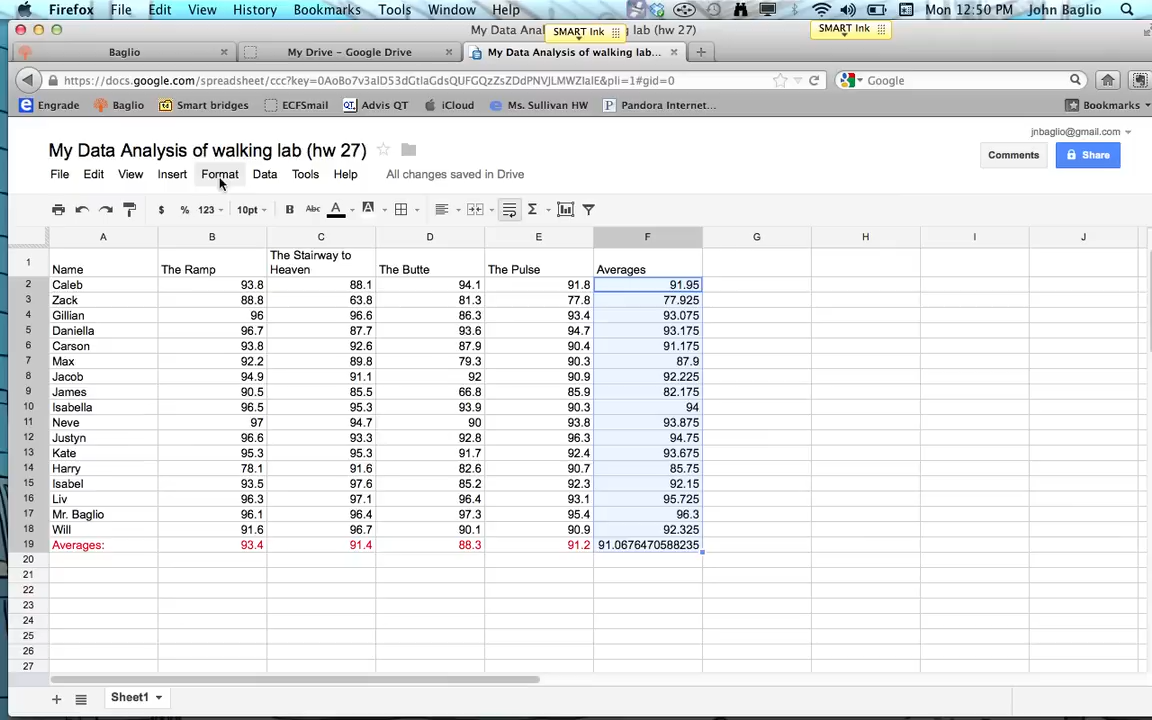 Firefox File Edit View History Bookmarks Tools Window Help Mon 12:50 PM John Baglio
My Data Anal SMART Ink lab (hw 27) SMART Ink
Baglio × My Drive – Google Drive × My Data Analysis of walking lab... × +
https://docs.google.com/spreadsheet/ccc?key=0AoBo7v3aID53dGtIaGdsQUFGQzZsZDdPNVJLMWZIalE&pli=1#gid=0 Google
Engrade Baglio Smart bridges ECFSmail QT Advis QT iCloud Ms. Sullivan HW P Pandora Internet... Bookmarks
jnbaglio@gmail.com
My Data Analysis of walking lab (hw 27) Comments Share
File Edit View Insert Format Data Tools Help All changes saved in Drive
$ % 123 10pt B Abc A A Σ
A B C D E F G H I J
1 Name The Ramp The Stairway to Heaven The Butte The Pulse Averages
2 Caleb 93.8 88.1 94.1 91.8 91.95
3 Zack 88.8 63.8 81.3 77.8 77.925
4 Gillian 96 96.6 86.3 93.4 93.075
5 Daniella 96.7 87.7 93.6 94.7 93.175
6 Carson 93.8 92.6 87.9 90.4 91.175
7 Max 92.2 89.8 79.3 90.3 87.9
8 Jacob 94.9 91.1 92 90.9 92.225
9 James 90.5 85.5 66.8 85.9 82.175
10 Isabella 96.5 95.3 93.9 90.3 94
11 Neve 97 94.7 90 93.8 93.875
12 Justyn 96.6 93.3 92.8 96.3 94.75
13 Kate 95.3 95.3 91.7 92.4 93.675
14 Harry 78.1 91.6 82.6 90.7 85.75
15 Isabel 93.5 97.6 85.2 92.3 92.15
16 Liv 96.3 97.1 96.4 93.1 95.725
17 Mr. Baglio 96.1 96.4 97.3 95.4 96.3
18 Will 91.6 96.7 90.1 90.9 92.325
19 Averages: 93.4 91.4 88.3 91.2 91.0676470588235
20
21
22
23
24
25
26
27
+ Sheet1